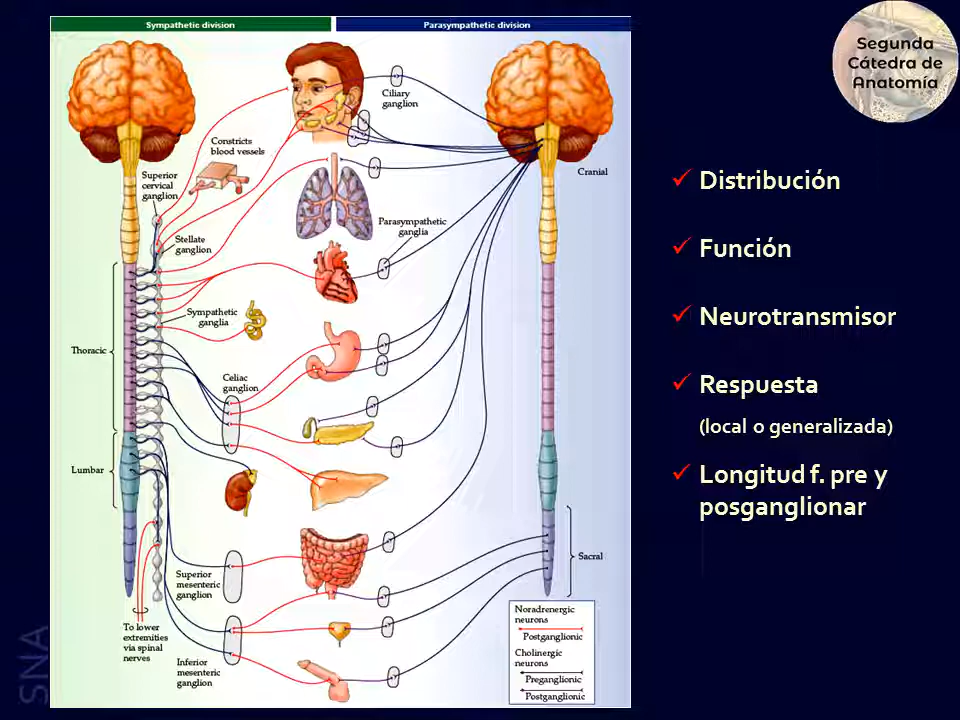 Sympathetic division
Parasympathetic division
Segunda
Cátedra de
Anatomía
Ciliary
ganglion
Constricts
blood vessels
Cranial
Superior
cervical
ganglion
Parasympathetic
ganglia
Stellate
ganglion
Sympathetic
ganglia
Thoracic
Celiac
ganglion
Lumbar
Sacral
Superior
mesenteric
ganglion
To lower
extremities
via spinal
nerves
Inferior
mesenteric
ganglion
Noradrenergic
neurons
Postganglionic
Cholinergic
neurons
Preganglionic
Postganglionic
✓ Distribución
✓ Función
✓ Neurotransmisor
✓ Respuesta
(local o generalizada)
✓ Longitud f. pre y
posganglionar
SNA